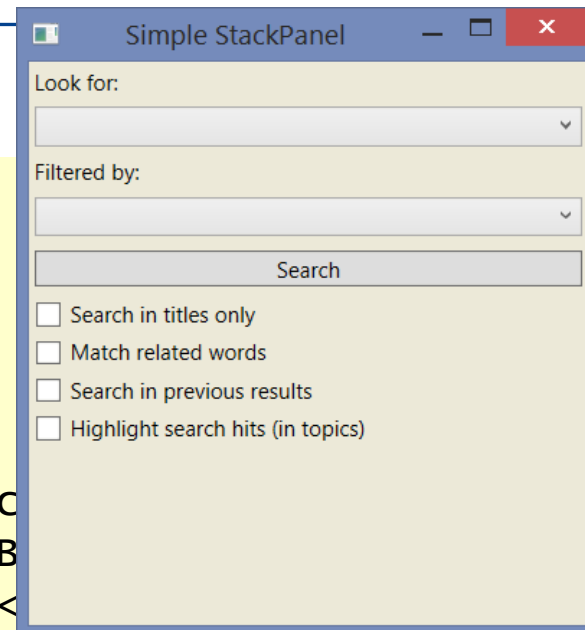 Simple StackPanel
Look for:
Filtered by:
Search
Search in titles only
Match related words
Search in previous results
Highlight search hits (in topics)
B
<